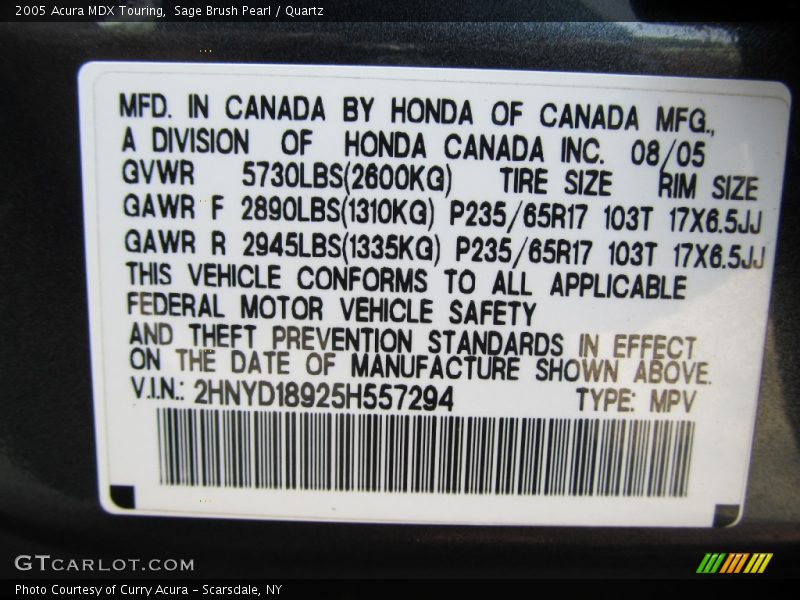 2005 Acura MDX Touring, Sage Brush Pearl / Quartz
MFD. IN CANADA BY HONDA OF CANADA MFG.,
A DIVISION OF HONDA CANADA INC. 08/05
GVWR 5730LBS(2600KG) TIRE SIZE RIM SIZE
GAWR F 2890LBS(1310KG) P235/65R17 103T 17X6.5JJ
GAWR R 2945LBS(1335KG) P235/65R17 103T 17X6.5JJ
THIS VEHICLE CONFORMS TO ALL APPLICABLE
FEDERAL MOTOR VEHICLE SAFETY
AND THEFT PREVENTION STANDARDS IN EFFECT
ON THE DATE OF MANUFACTURE SHOWN ABOVE.
V.I.N.: 2HNYD18925H557294 TYPE: MPV
GTCARLOT.COM
Photo Courtesy of Curry Acura - Scarsdale, NY